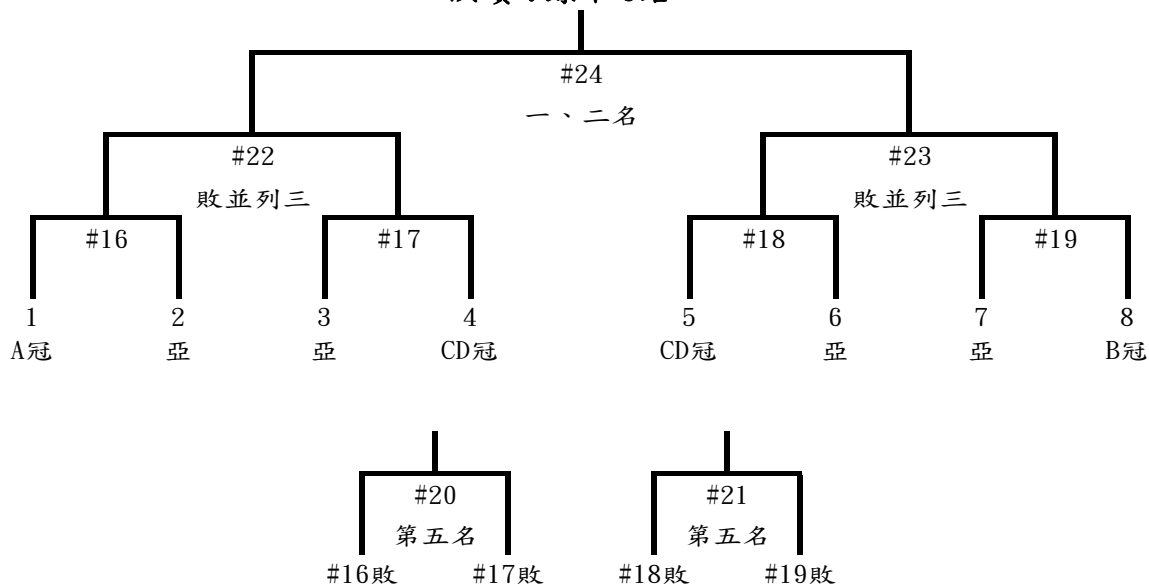 #24
一、二名
#22 #23
敗並列三 敗並列三
#16 #17 #18 #19
1 2 3 4 5 6 7 8
A冠 亞 亞 CD冠 CD冠 亞 亞 B冠
#20 #21
第五名 第五名
#16敗 #17敗 #18敗 #19敗